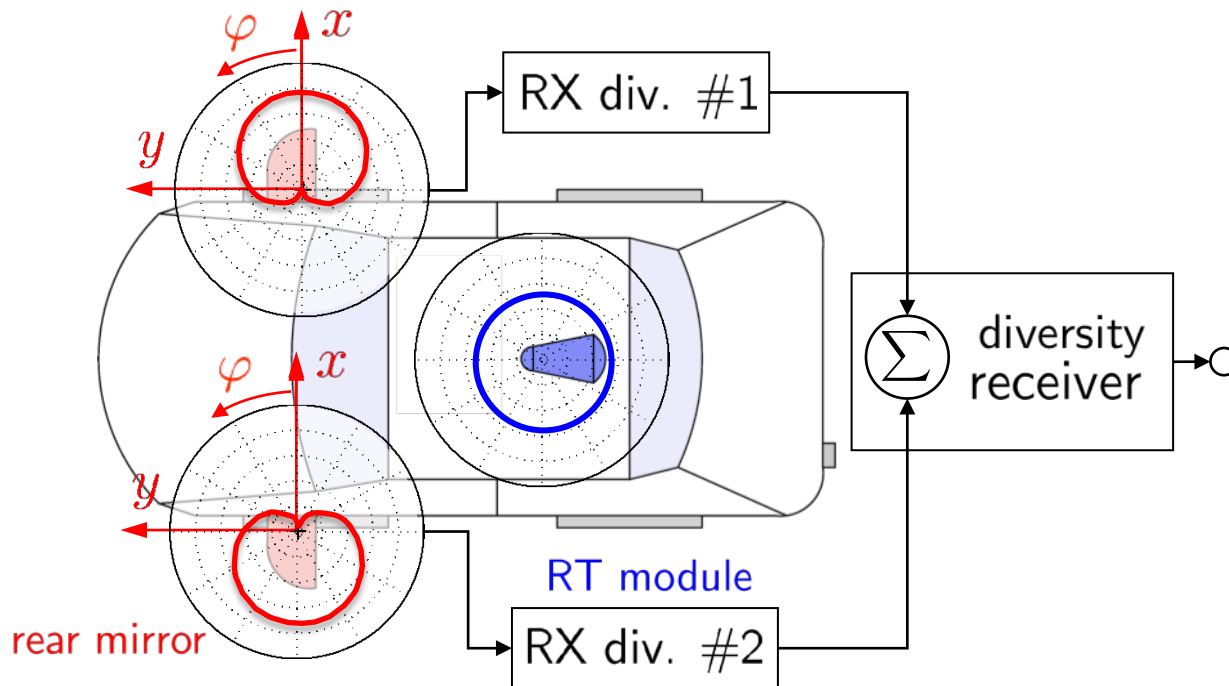 φ
x
RX div. #1
y
diversity
receiver
Σ
φ
x
y
RT module
rear mirror
RX div. #2